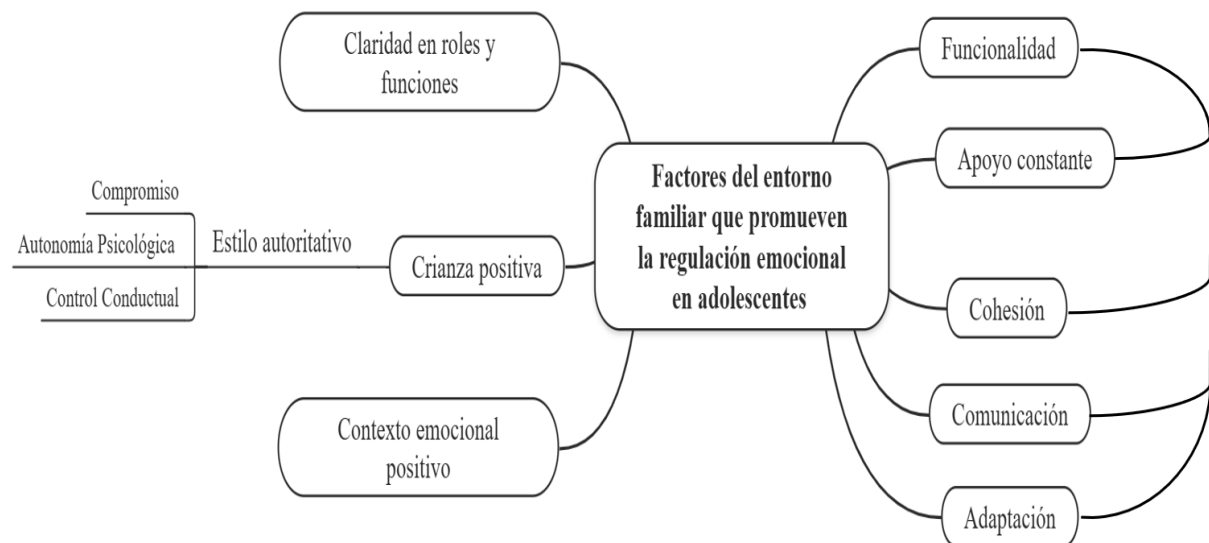 Claridad en roles y
funciones
Compromiso
Autonomía Psicológica
Control Conductual
Estilo autoritativo
Crianza positiva
Contexto emocional
positivo
Factores del entorno
familiar que promueven
la regulación emocional
en adolescentes
Funcionalidad
Apoyo constante
Cohesión
Comunicación
Adaptación